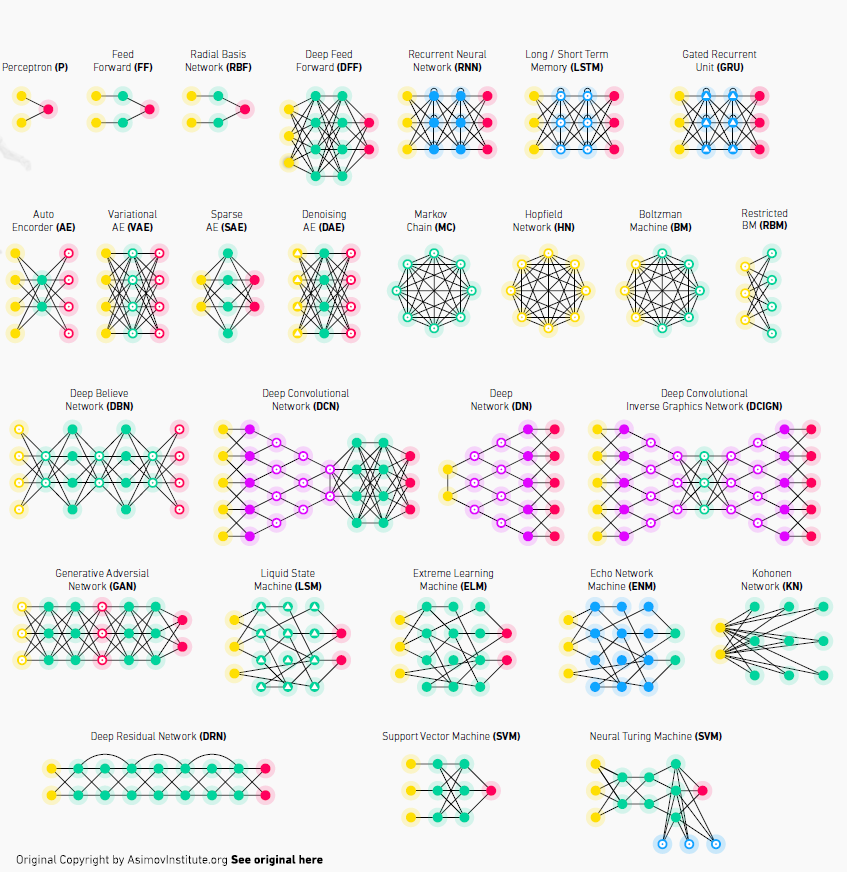 Perceptron (P)
Feed
Forward (FF)
Radial Basis
Network (RBF)
Deep Feed
Forward (DFF)
Recurrent Neural
Network (RNN)
Long / Short Term
Memory (LSTM)
Gated Recurrent
Unit (GRU)
Auto
Encorder (AE)
Variational
AE (VAE)
Sparse
AE (SAE)
Denoising
AE (DAE)
Markov
Chain (MC)
Hopfield
Network (HN)
Boltzman
Machine (BM)
Restricted
BM (RBM)
Deep Believe
Network (DBN)
Deep Convolutional
Network (DCN)
Deep
Network (DN)
Deep Convolutional
Inverse Graphics Network (DCIGN)
Generative Adversial
Network (GAN)
Liquid State
Machine (LSM)
Extreme Learning
Machine (ELM)
Echo Network
Machine (ENM)
Kohonen
Network (KN)
Deep Residual Network (DRN)
Support Vector Machine (SVM)
Neural Turing Machine (SVM)
Original Copyright by AsimovInstitute.org See original here